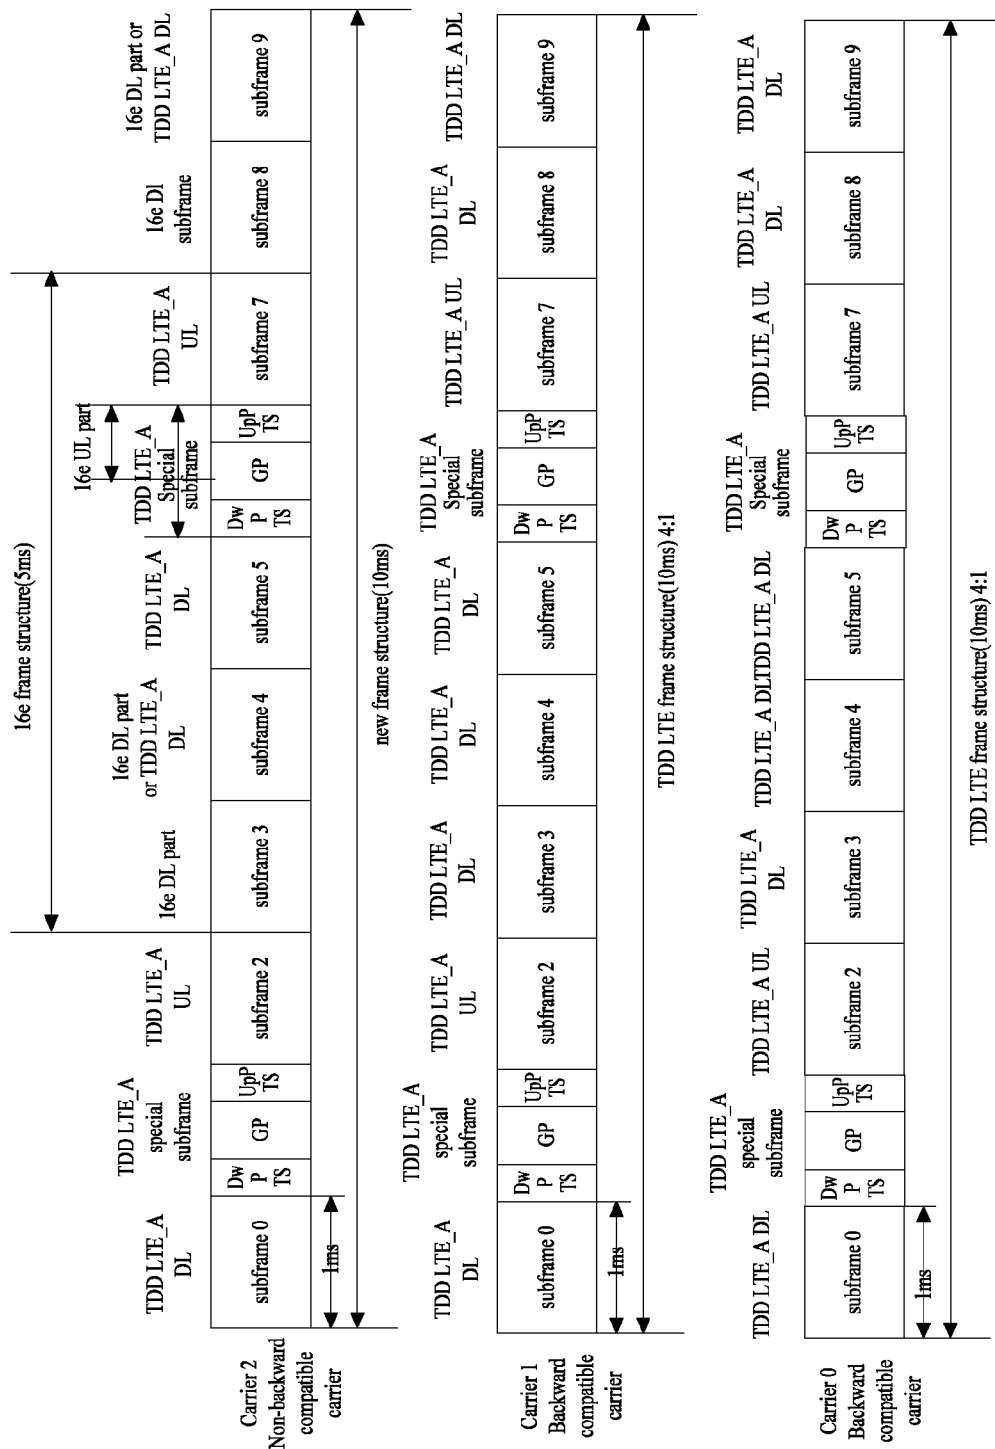 16e frame structure(5ms)
16e UL part
TDD LTE_A
DL
TDD LTE_A
special
subframe
TDD LTE_A
UL
16e DL part
16e DL part
or TDD LTE_A
DL
TDD LTE_A
DL
TDD LTE_A
Special
subframe
TDD LTE_A
UL
16e Dl
subframe
16e DL part or
TDD LTE_A DL
Carrier 2
Non-backward
compatible
carrier
subframe 0
Dw
P
TS
GP
UpP
TS
subframe 2
subframe 3
subframe 4
subframe 5
Dw
P
TS
GP
UpP
TS
subframe 7
subframe 8
subframe 9
1ms
new frame structure(10ms)
TDD LTE_A
DL
TDD LTE_A
special
subframe
TDD LTE_A
UL
TDD LTE_A
DL
TDD LTE_A
DL
TDD LTE_A
DL
TDD LTE_A
Special
subframe
TDD LTE_A UL
TDD LTE_A
DL
TDD LTE_A DL
Carrier 1
Backward
compatible
carrier
subframe 0
Dw
P
TS
GP
UpP
TS
subframe 2
subframe 3
subframe 4
subframe 5
Dw
P
TS
GP
UpP
TS
subframe 7
subframe 8
subframe 9
1ms
TDD LTE frame structure(10ms) 4:1
TDD LTE_A DL
TDD LTE_A
special
subframe
TDD LTE_A UL
TDD LTE_A
DL
TDD LTE_A DLTDD LTE_A DL
TDD LTE_A
Special
subframe
TDD LTE_A UL
TDD LTE_A
DL
TDD LTE_A
DL
Carrier 0
Backward
compatible
carrier
subframe 0
Dw
P
TS
GP
UpP
TS
subframe 2
subframe 3
subframe 4
subframe 5
Dw
P
TS
GP
UpP
TS
subframe 7
subframe 8
subframe 9
1ms
TDD LTE frame structure(10ms) 4:1